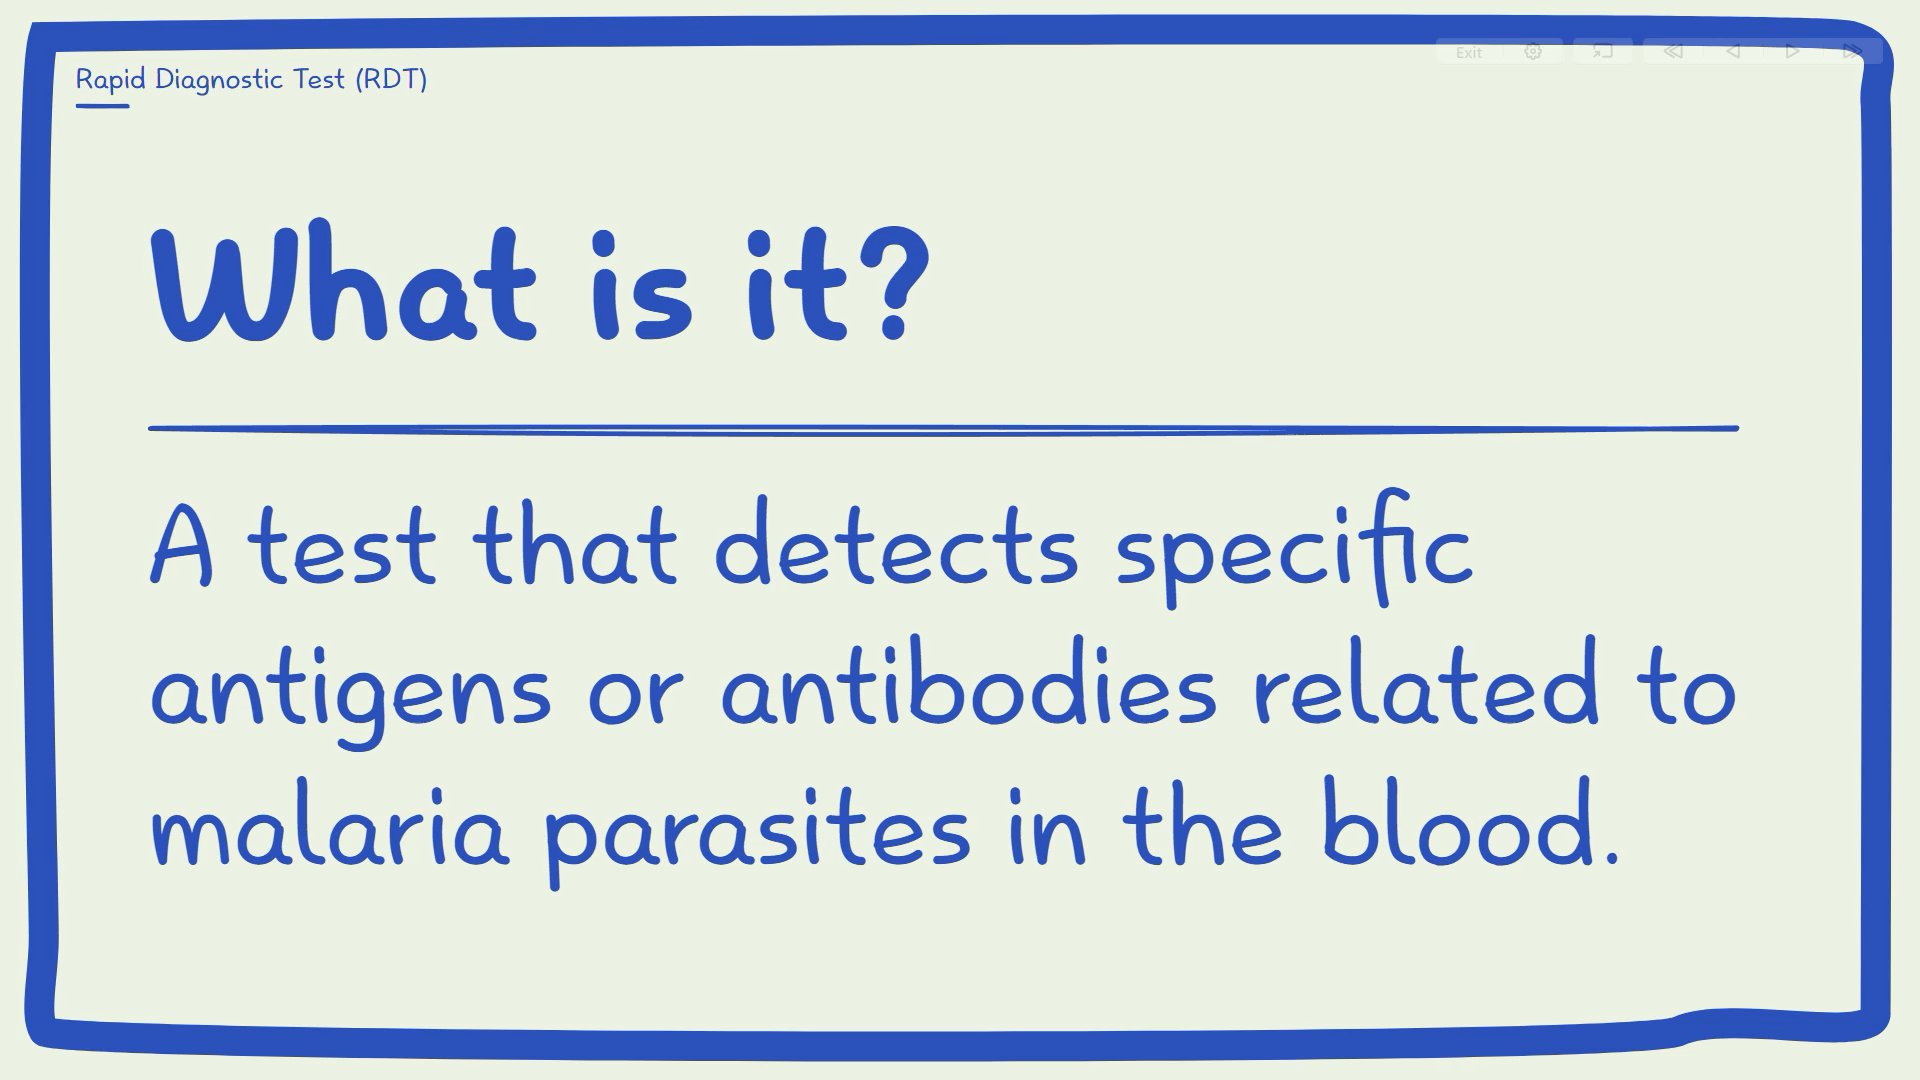 Exit
Rapid Diagnostic Test (RDT)
What is it?
A test that detects specific
antigens or antibodies related to
malaria parasites in the blood.